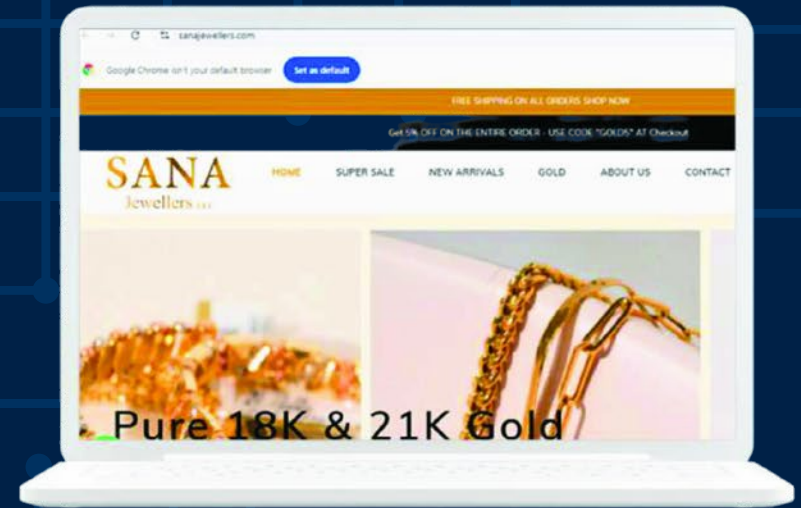 sanajewellers.com
Google Chrome isn't your default browser
Set as default
FREE SHIPPING ON ALL ORDERS SHOP NOW
Get 5% OFF ON THE ENTIRE ORDER - USE CODE "GOLD5" AT Checkout
SANA
Jewellers
HOME SUPER SALE NEW ARRIVALS GOLD ABOUT US CONTACT
Pure 18K & 21K Gold